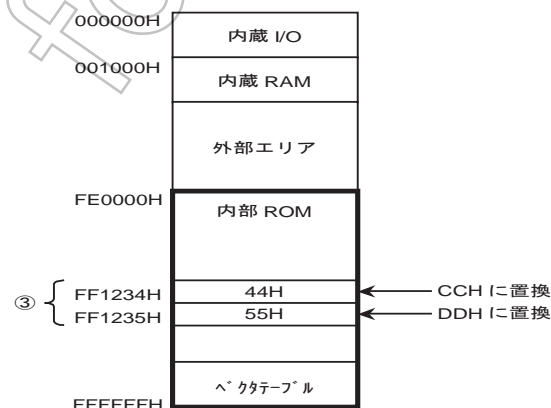 000000H
内蔵 I/O
001000H
内蔵 RAM
外部エリア
FE0000H
内部 ROM
③
FF1234H 44H CCH に置換
FF1235H 55H DDH に置換
ベクタテーブル
FFFFFFH